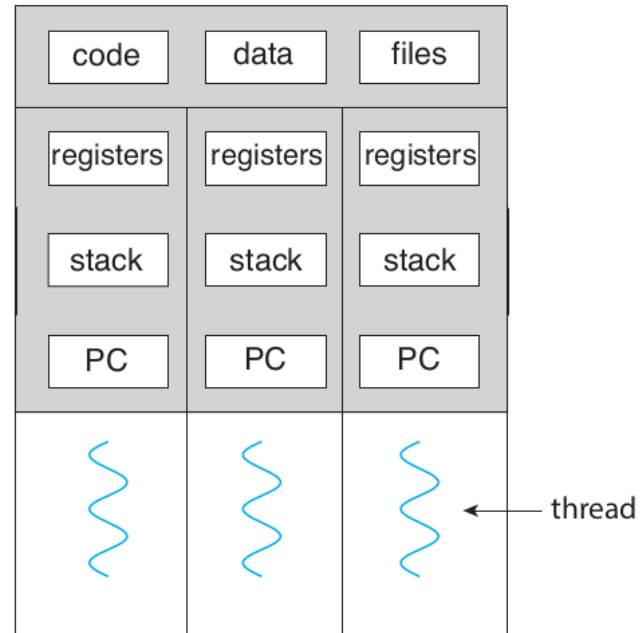 code data files
registers registers registers
stack stack stack
PC PC PC
thread